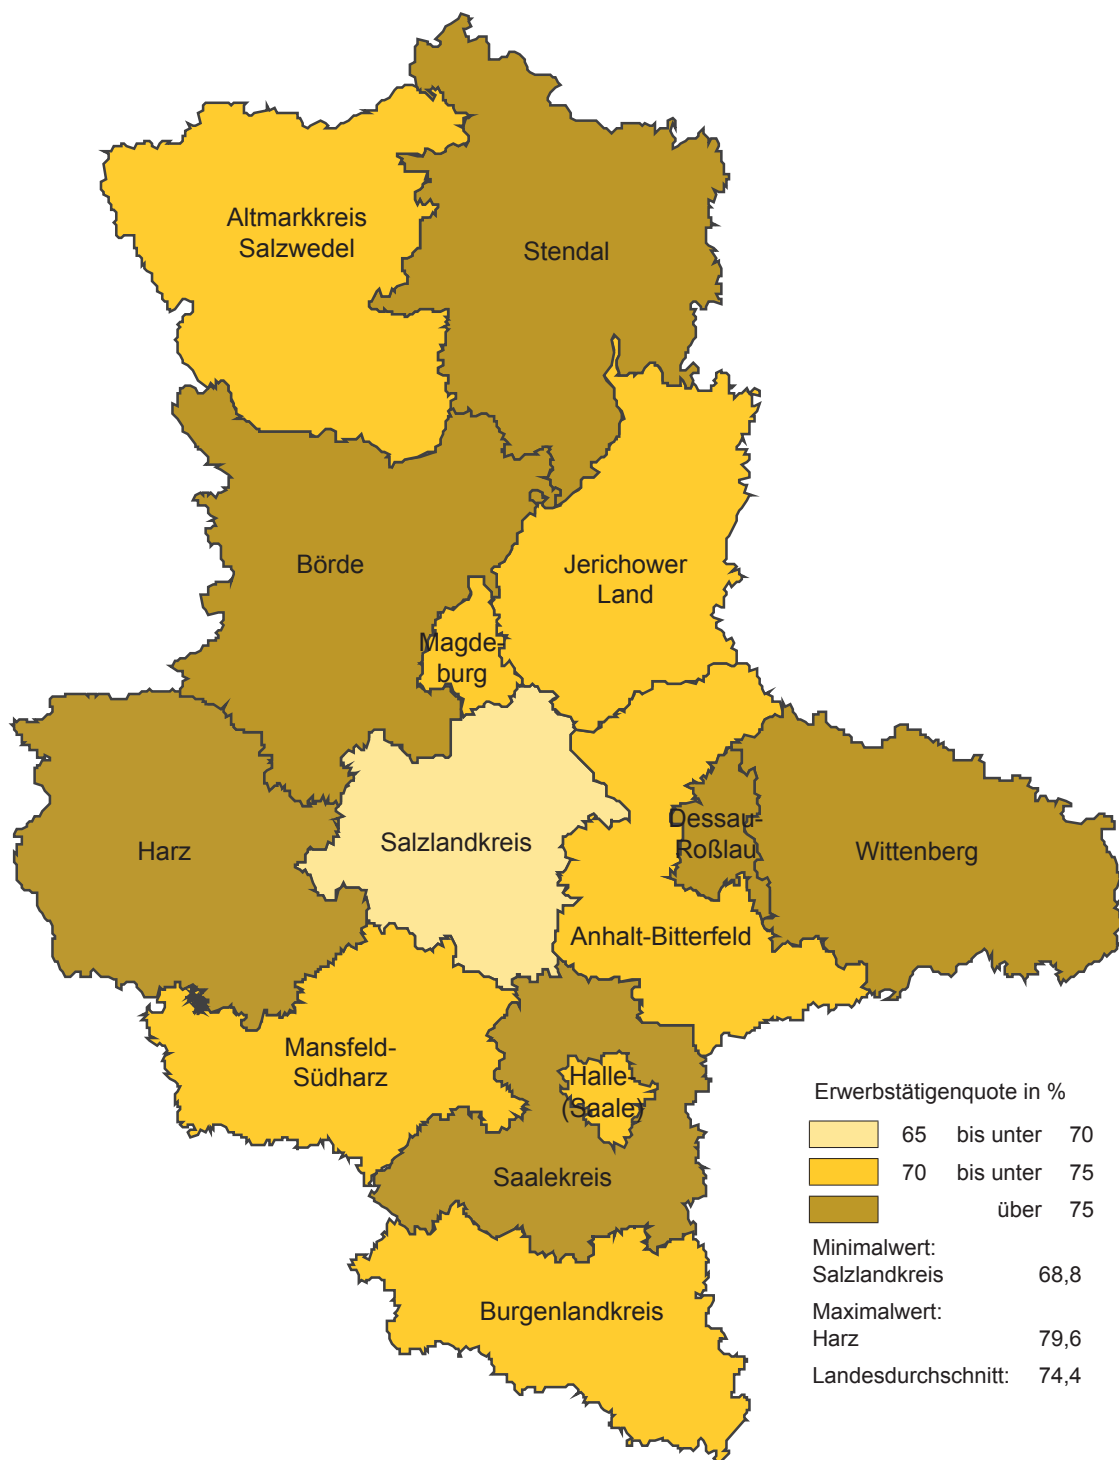 Altmarkkreis
Salzwedel
Stendal
Börde
Jerichower
Land
Magde-
burg
Harz
Salzlandkreis
Dessau-
Roßlau
Wittenberg
Anhalt-Bitterfeld
Mansfeld-
Südharz
Halle-
(Saale)
Saalekreis
Burgenlandkreis
Erwerbstätigenquote in %
65 bis unter 70
70 bis unter 75
über 75
Minimalwert:
Salzlandkreis 68,8
Maximalwert:
Harz 79,6
Landesdurchschnitt: 74,4